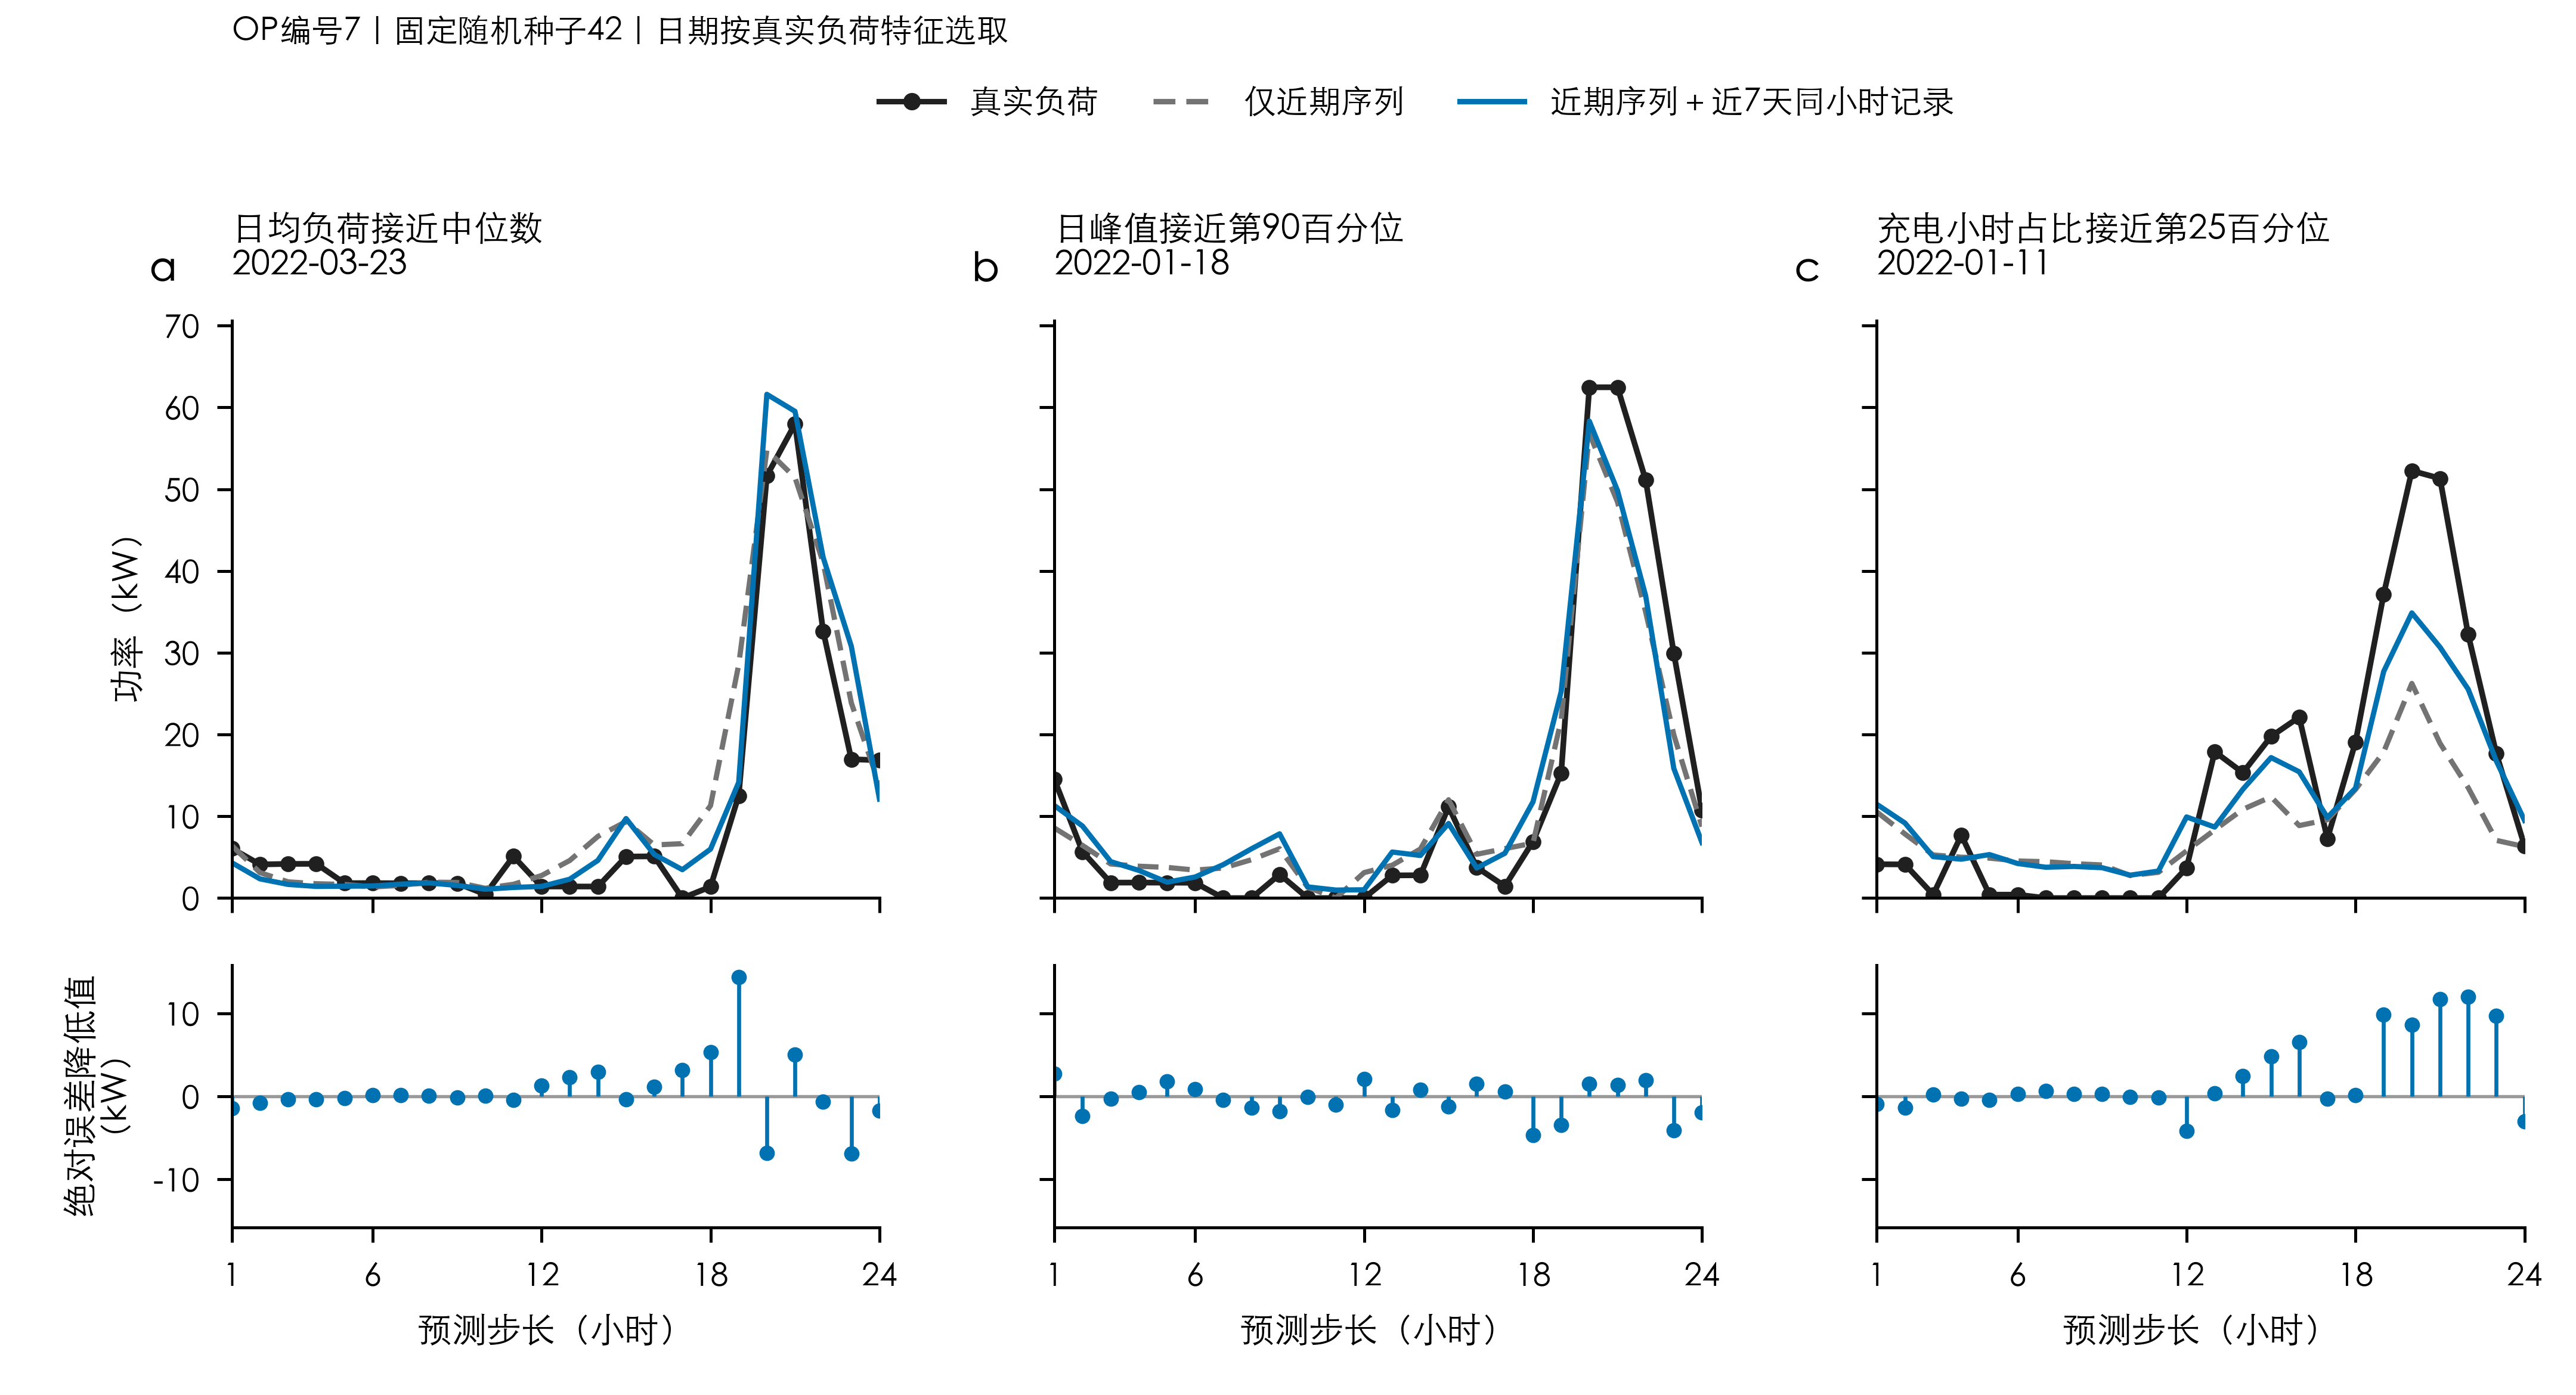 OP编号7 | 固定随机种子42 | 日期按真实负荷特征选取
真实负荷
仅近期序列
近期序列 + 近7天同小时记录
a
日均负荷接近中位数
2022-03-23
b
日峰值接近第90百分位
2022-01-18
c
充电小时占比接近第25百分位
2022-01-11
功率（kW）
70
60
50
40
30
20
10
0
绝对误差降低值
（kW）
10
0
-10
1 6 12 18 24
1 6 12 18 24
1 6 12 18 24
预测步长（小时）
预测步长（小时）
预测步长（小时）